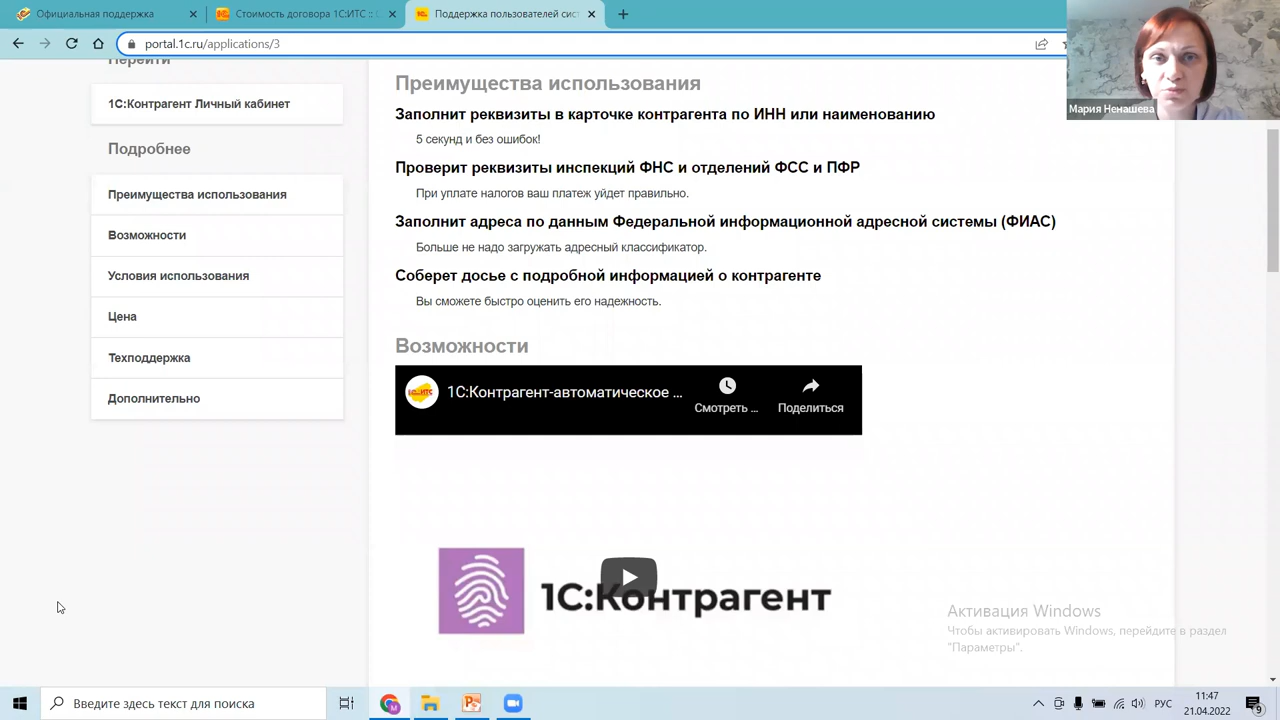 Официальная поддержка
Стоимость договора 1С:ИТС ::
Поддержка пользователей сис
portal.1c.ru/applications/3
Мария Ненашева
Перейти
1С:Контрагент Личный кабинет
Подробнее
Преимущества использования
Возможности
Условия использования
Цена
Техподдержка
Дополнительно
Преимущества использования
Заполнит реквизиты в карточке контрагента по ИНН или наименованию
5 секунд и без ошибок!
Проверит реквизиты инспекций ФНС и отделений ФСС и ПФР
При уплате налогов ваш платеж уйдет правильно.
Заполнит адреса по данным Федеральной информационной адресной системы (ФИАС)
Больше не надо загружать адресный классификатор.
Соберет досье с подробной информацией о контрагенте
Вы сможете быстро оценить его надежность.
Возможности
1С:ИТС
1С:Контрагент-автоматическое ...
Смотреть ...
Поделиться
1С:Контрагент
Активация Windows
Чтобы активировать Windows, перейдите в раздел
"Параметры".
Введите здесь текст для поиска
РУС
11:47
21.04.2022
9